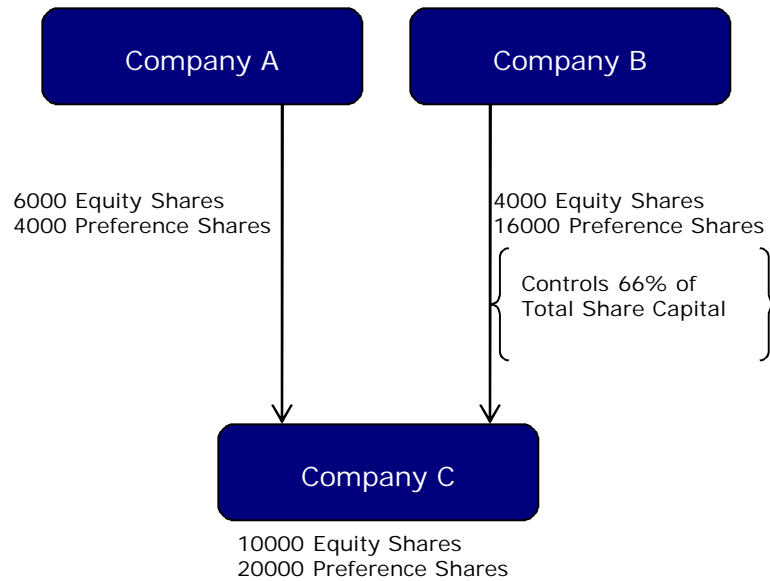 Company A
Company B
6000 Equity Shares
4000 Preference Shares
4000 Equity Shares
16000 Preference Shares
Controls 66% of
Total Share Capital
Company C
10000 Equity Shares
20000 Preference Shares